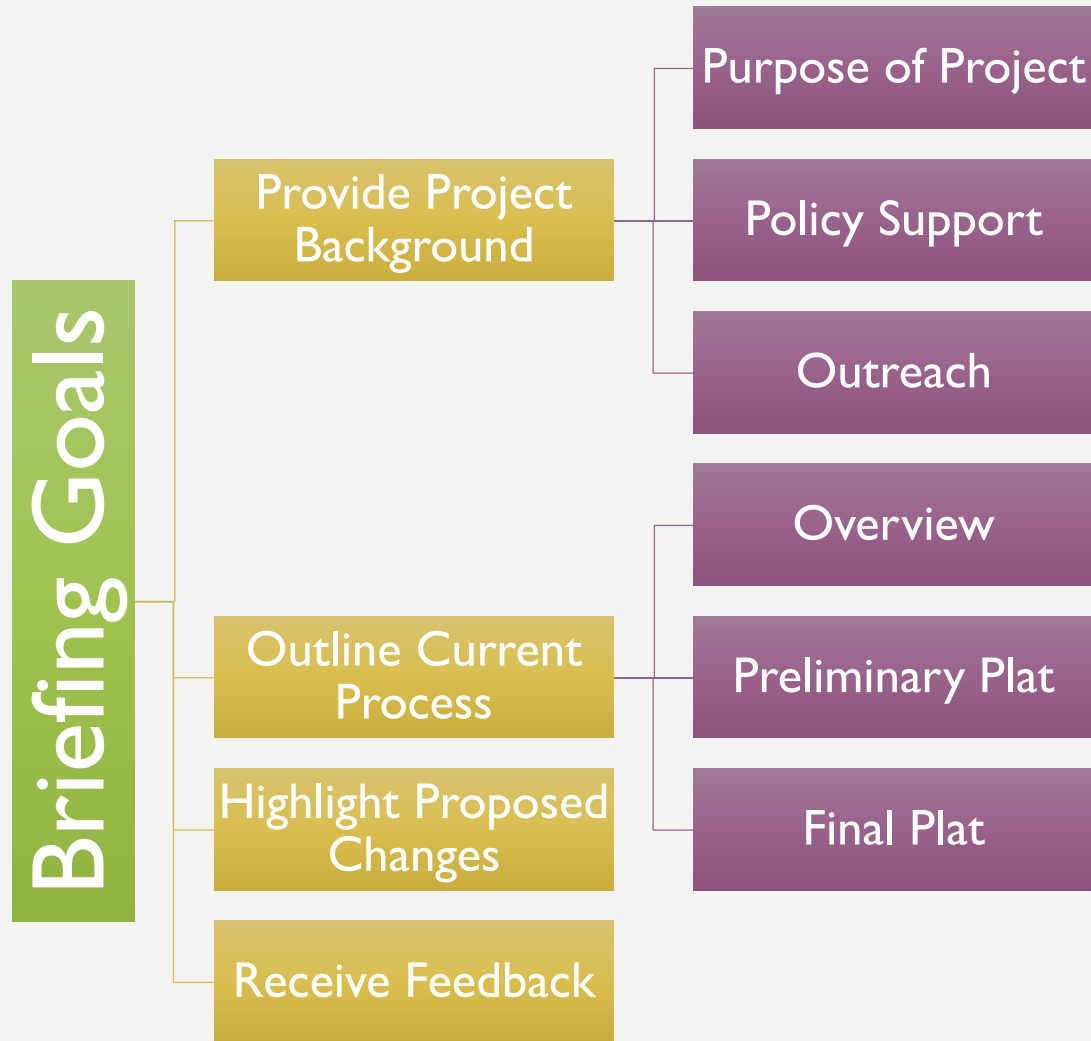 Briefing Goals
Provide Project
Background
Purpose of Project
Policy Support
Outreach
Outline Current
Process
Overview
Preliminary Plat
Final Plat
Highlight Proposed
Changes
Receive Feedback